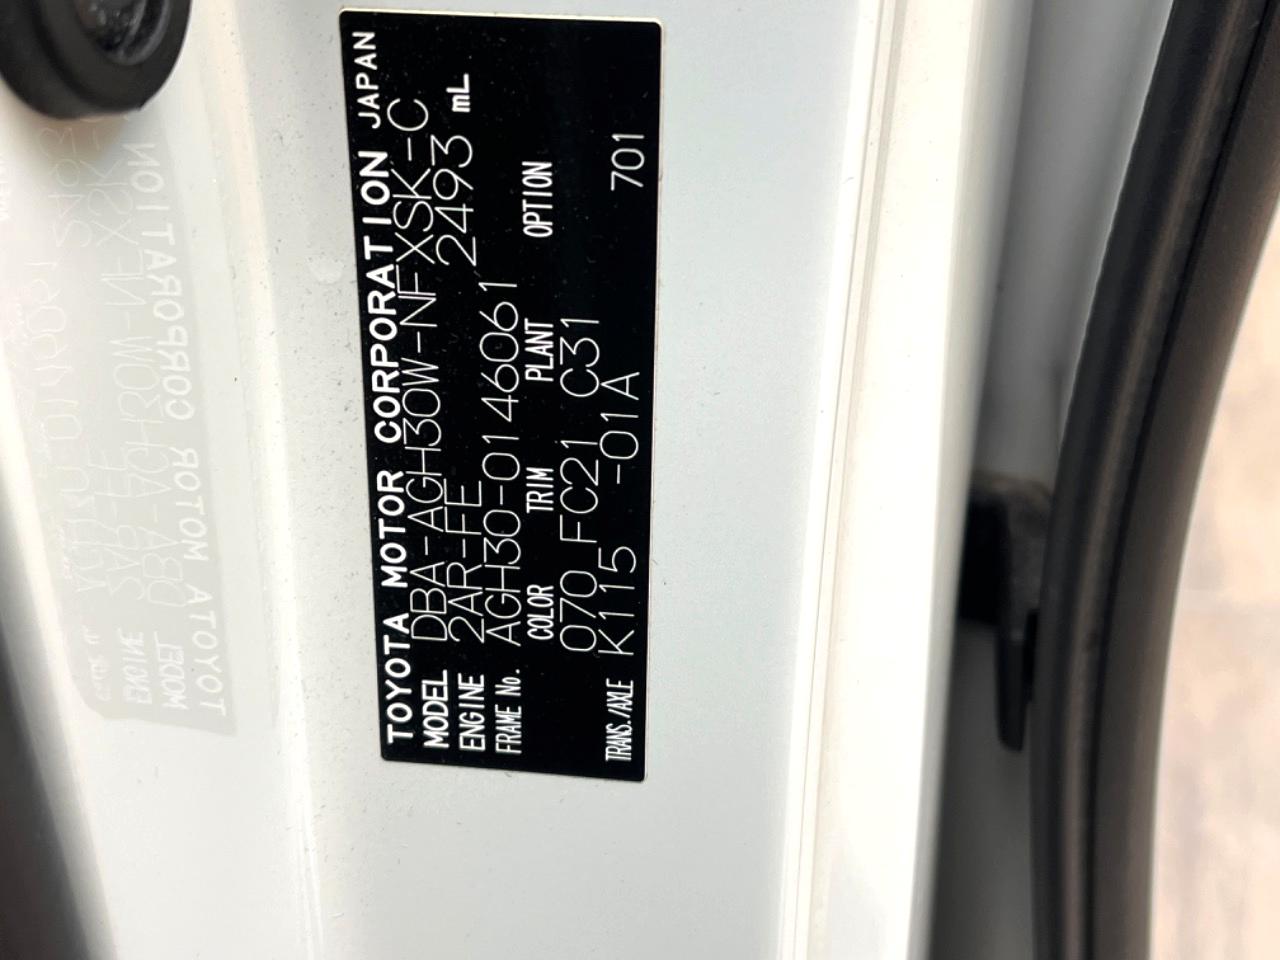 TOYOTA MOTOR CORPORATION JAPAN
MODEL DBA-AGH30W-NFXSK-C
ENGINE 2AR-FE 2493 mL
FRAME No. AGH30-0146061
COLOR TRIM PLANT OPTION
070 FC21 C31
TRANS./AXLE K115 -01A 701